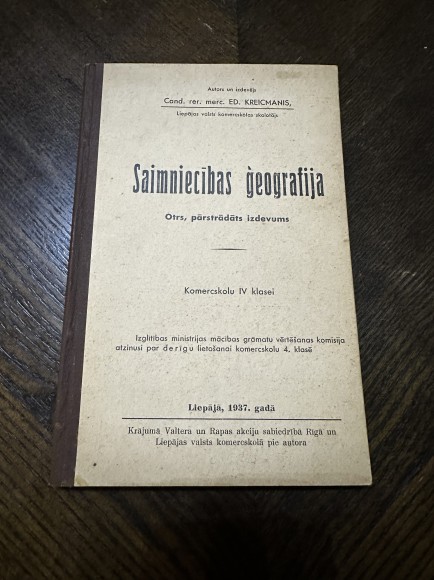 Autors un izdevējs
Cand. rer. merc. ED. KREICMANIS,
Liepājas valsts komercskolas skolotājs
Saimniecības ģeografija
Otrs, pārstrādāts izdevums
Komercskolu IV klasei
Izglītības ministrijas mācības grāmatu vērtēšanas komisija
atzinusi par derīgu lietošanai komercskolu 4. klasē
Liepājā, 1937. gadā
Krājumā Valtera un Rapas akciju sabiedrībā Rīgā un
Liepājas valsts komercskolā pie autora